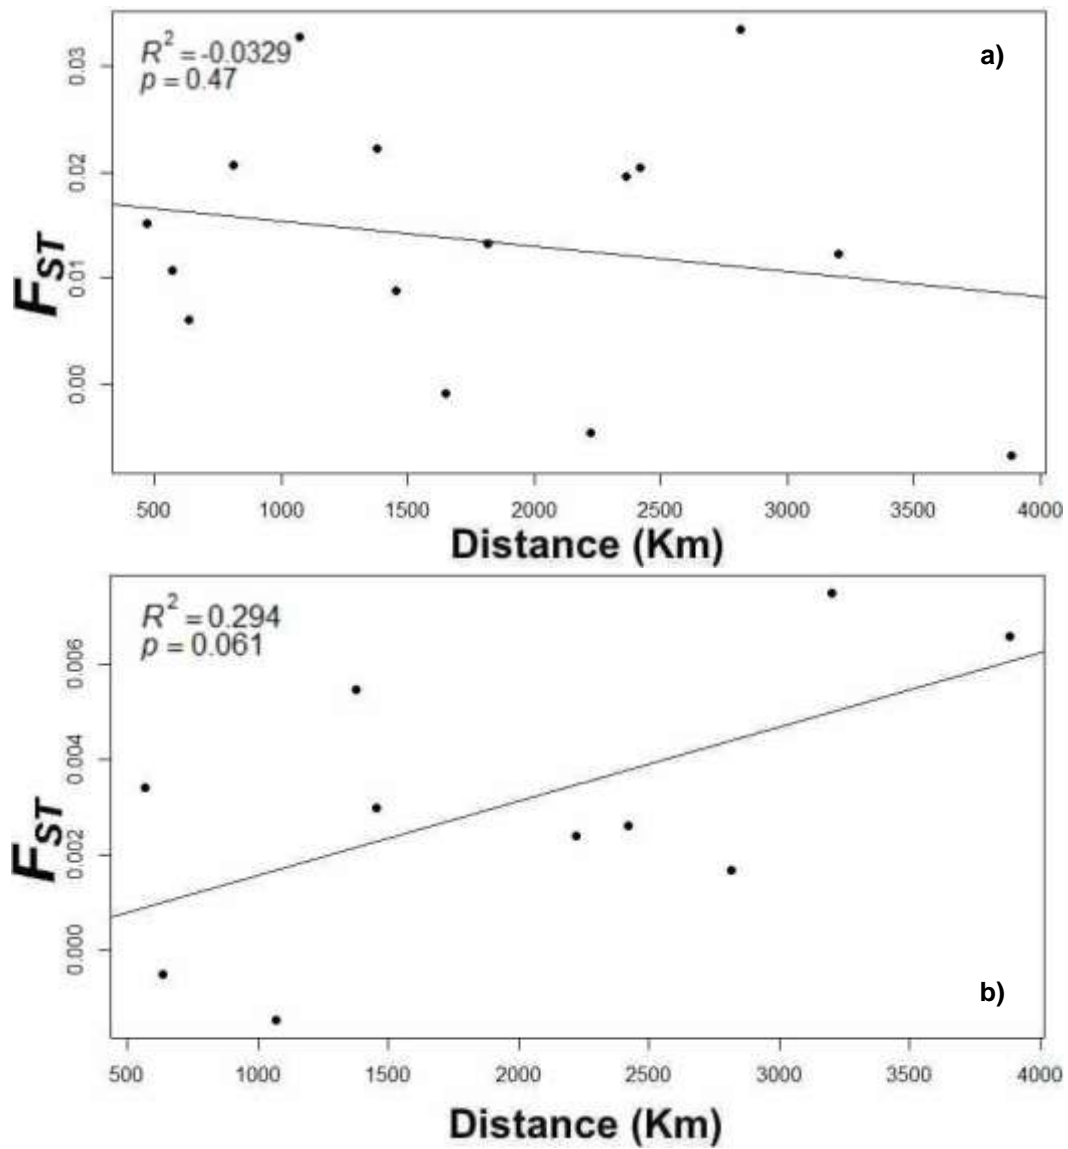 a)
R² = -0.0329
p = 0.47
0.03
0.02
0.01
0.00
F_ST
500 1000 1500 2000 2500 3000 3500 4000
Distance (Km)
R² = 0.294
p = 0.061
0.006
0.004
0.002
0.000
F_ST
b)
500 1000 1500 2000 2500 3000 3500 4000
Distance (Km)